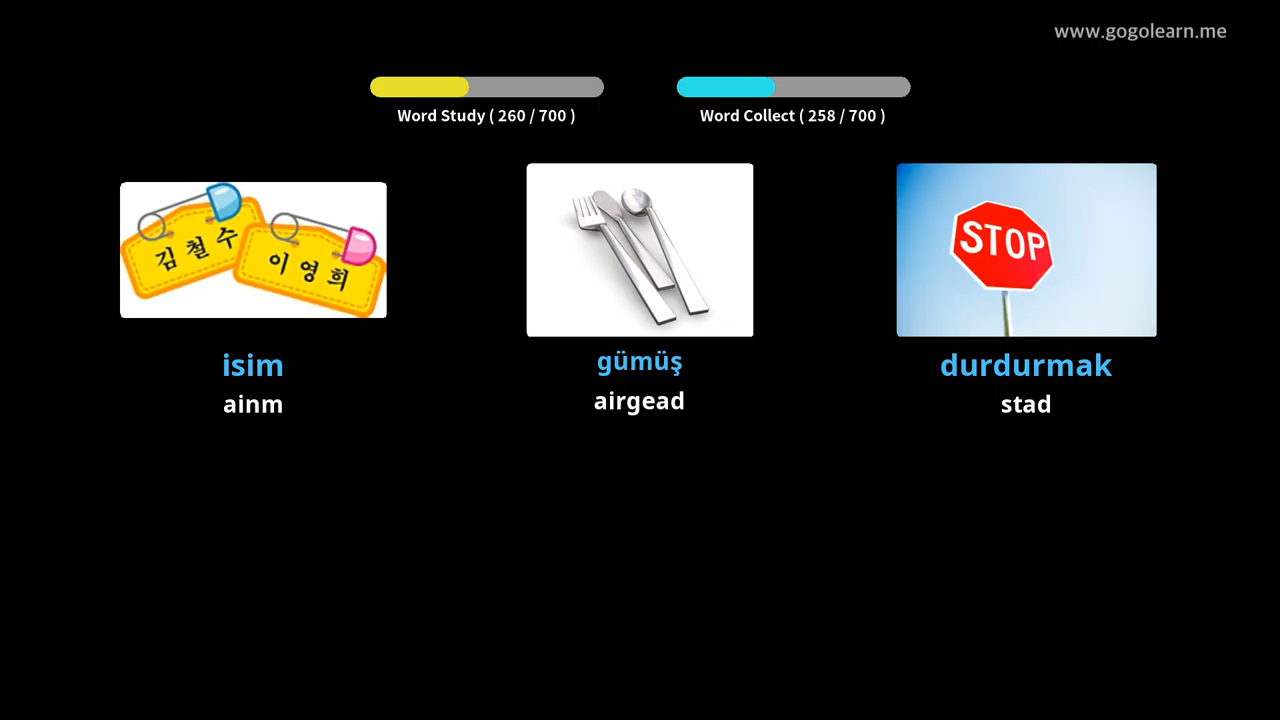 www.gogolearn.me
Word Study ( 260 / 700 )
Word Collect ( 258 / 700 )
김철수
이영희
STOP
isim
gümüş
durdurmak
ainm
airgead
stad